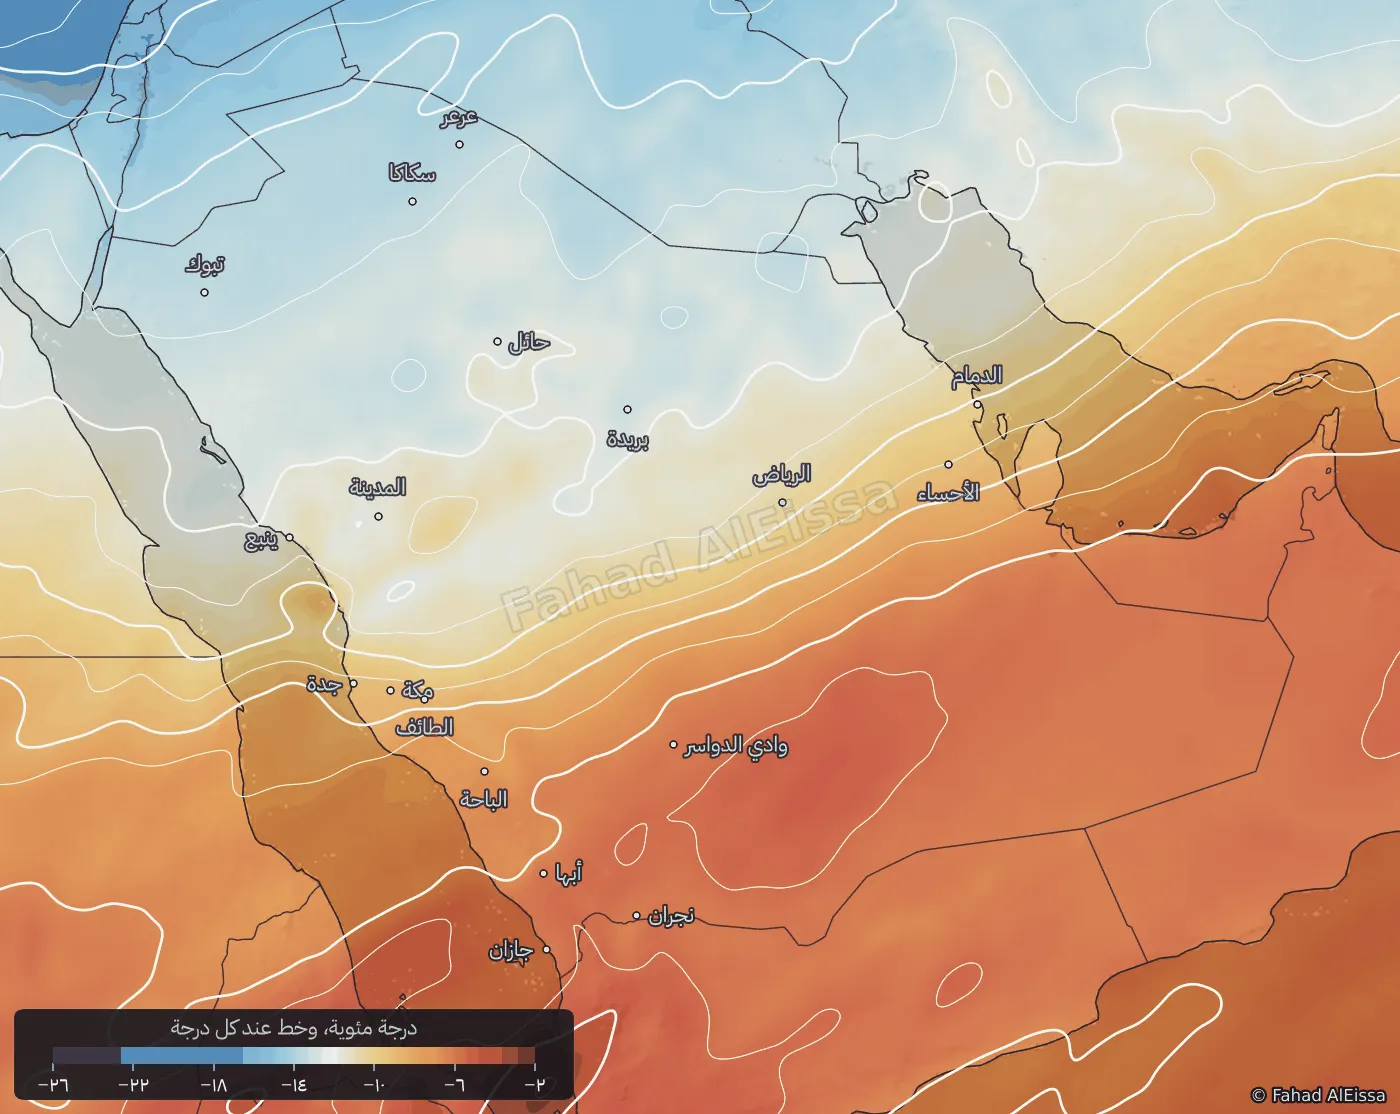 عرعر
سكاكا
تبوك
حائل
الدمام
بريدة
الرياض
المدينة
الأحساء
ينبع
Fahad AlEissa
جدة
مكة
الطائف
وادي الدواسر
الباحة
أبها
نجران
جازان
درجة مئوية، وخط عند كل درجة
−٢٦ −٢٢ −١٨ −١٤ −١٠ −٦ −٢
© Fahad AlEissa